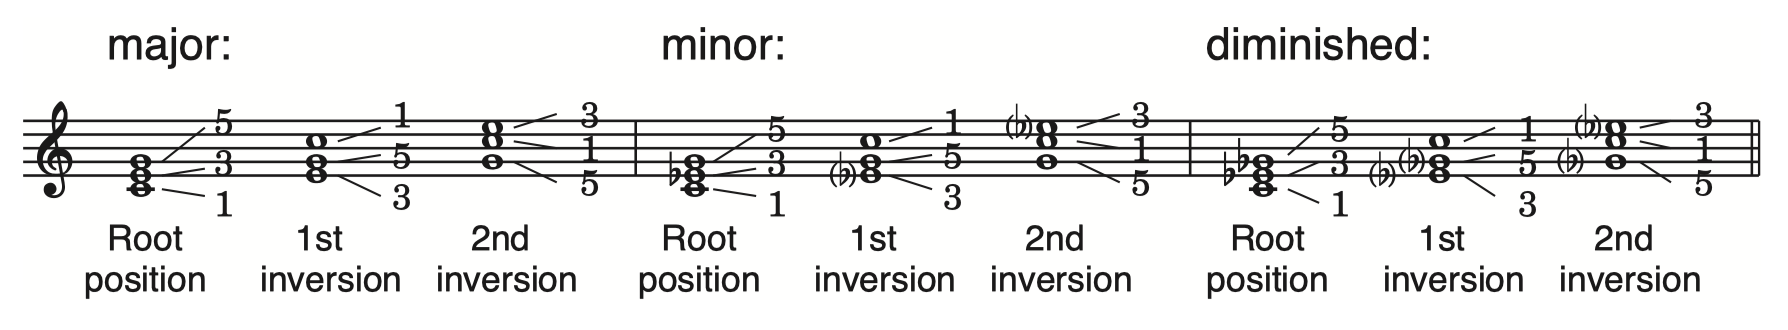 major: minor: diminished:
5 1 3 5 1 3 5 1 3
3 5 1 3 5 1 3 5 1
1 3 5 1 3 5 1 3 5
Root 1st 2nd Root 1st 2nd Root 1st 2nd
position inversion inversion position inversion inversion position inversion inversion